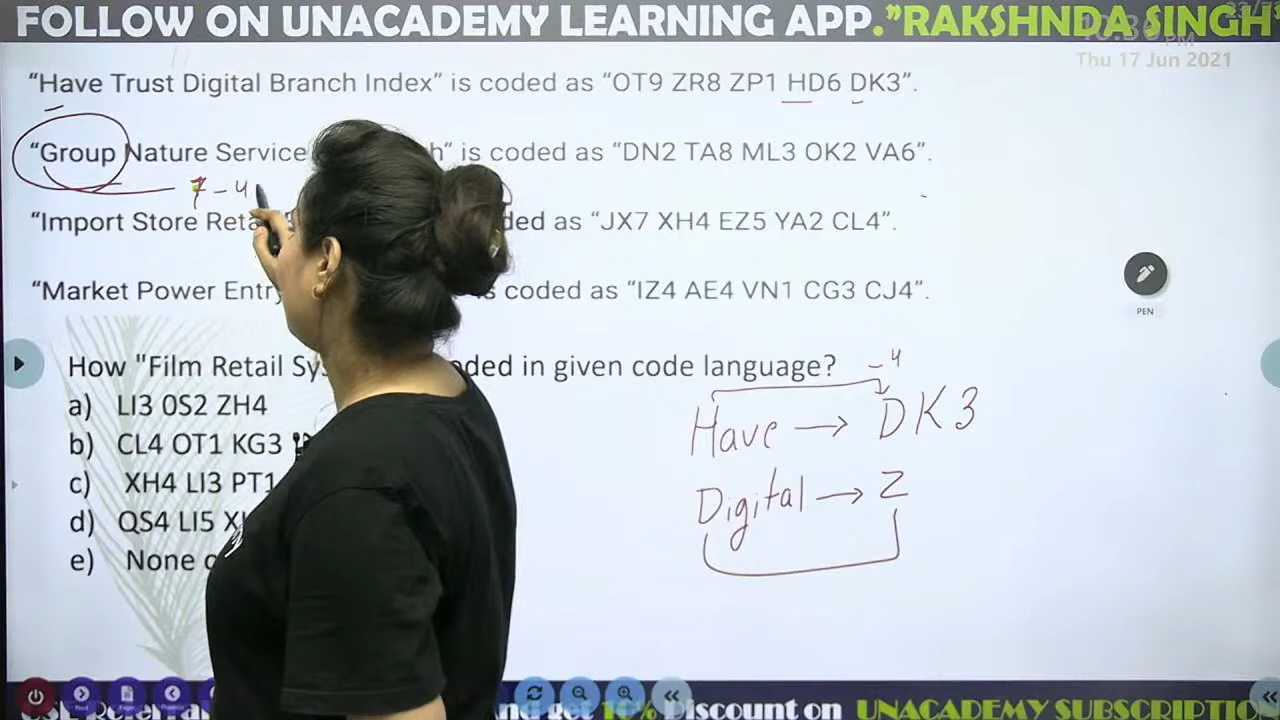 FOLLOW ON UNACADEMY LEARNING APP."RAKSHNDA SINGH"
Thu 17 Jun 2021
"Have Trust Digital Branch Index" is coded as "OT9 ZR8 ZP1 HD6 DK3".
"Group Nature Service h" is coded as "DN2 TA8 ML3 OK2 VA6".
7 - 4
"Import Store Reta ded as "JX7 XH4 EZ5 YA2 CL4".
"Market Power Entry s coded as "IZ4 AE4 VN1 CG3 CJ4".
PEN
How "Film Retail Sys oded in given code language?
- 4
a) LI3 0S2 ZH4
Have → DK3
b) CL4 OT1 KG3
c) XH4 LI3 PT1
Digital → Z
d) QS4 LI5 X
e) None o
and get 10% Discount on UNACADEMY SUBSCRIPTION